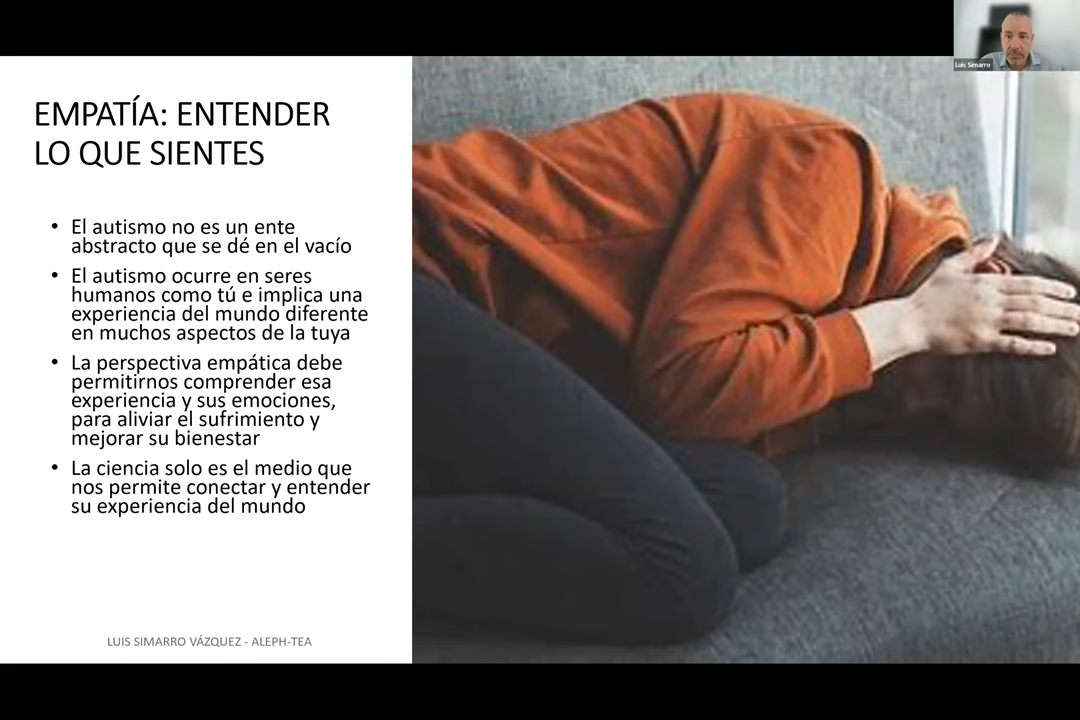 EMPATÍA: ENTENDER
LO QUE SIENTES
• El autismo no es un ente
abstracto que se dé en el vacío
• El autismo ocurre en seres
humanos como tú e implica una
experiencia del mundo diferente
en muchos aspectos de la tuya
• La perspectiva empática debe
permitirnos comprender esa
experiencia y sus emociones,
para aliviar el sufrimiento y
mejorar su bienestar
• La ciencia solo es el medio que
nos permite conectar y entender
su experiencia del mundo
LUIS SIMARRO VÁZQUEZ - ALEPH-TEA
Luis Simarro